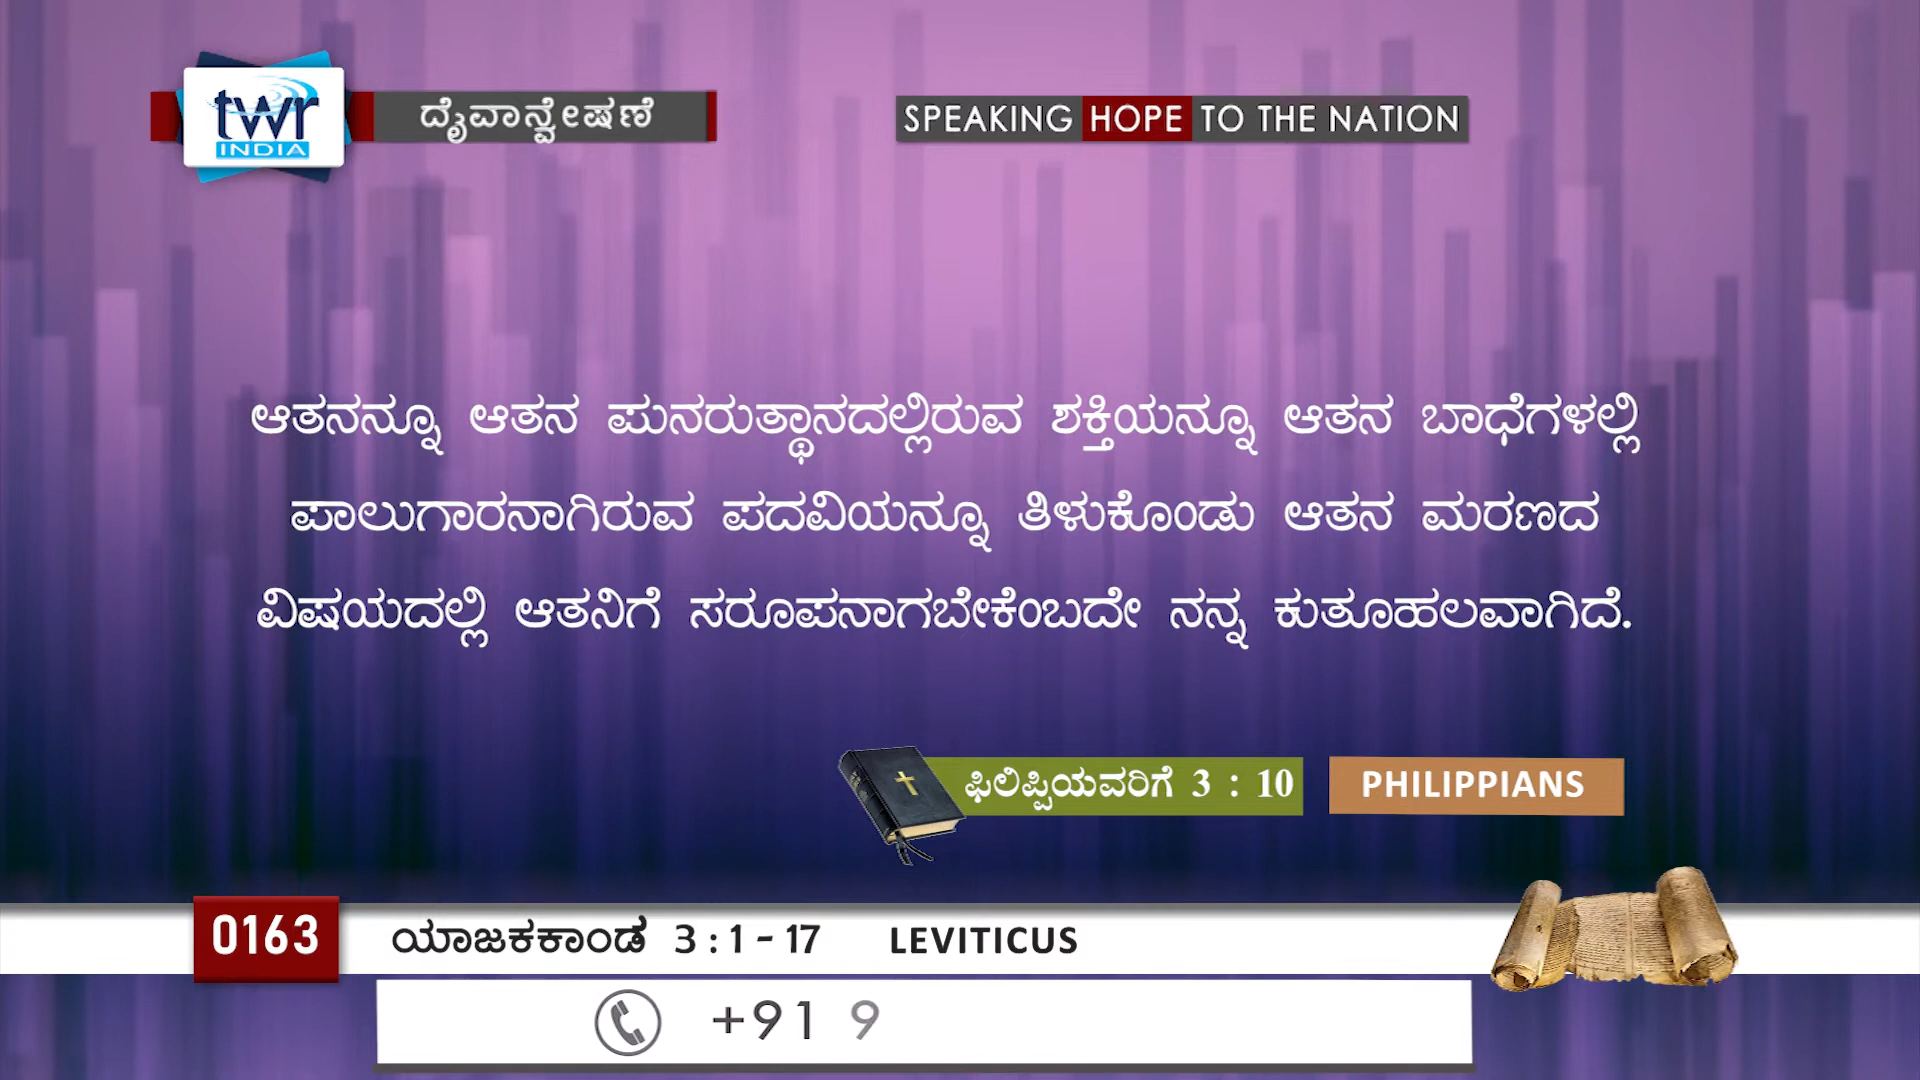 twr
INDIA
ದೈವಾನ್ವೇಷಣೆ
SPEAKING HOPE TO THE NATION
ಆತನನ್ನೂ ಆತನ ಪುನರುತ್ಥಾನದಲ್ಲಿರುವ ಶಕ್ತಿಯನ್ನೂ ಆತನ ಬಾಧೆಗಳಲ್ಲಿ
ಪಾಲುಗಾರನಾಗಿರುವ ಪದವಿಯನ್ನೂ ತಿಳುಕೊಂಡು ಆತನ ಮರಣದ
ವಿಷಯದಲ್ಲಿ ಆತನಿಗೆ ಸರೂಪನಾಗಬೇಕೆಂಬದೇ ನನ್ನ ಕುತೂಹಲವಾಗಿದೆ.
ಫಿಲಿಪ್ಪಿಯವರಿಗೆ 3 : 10 PHILIPPIANS
0163 ಯಾಜಕಕಾಂಡ 3 : 1 - 17 LEVITICUS
+91 9